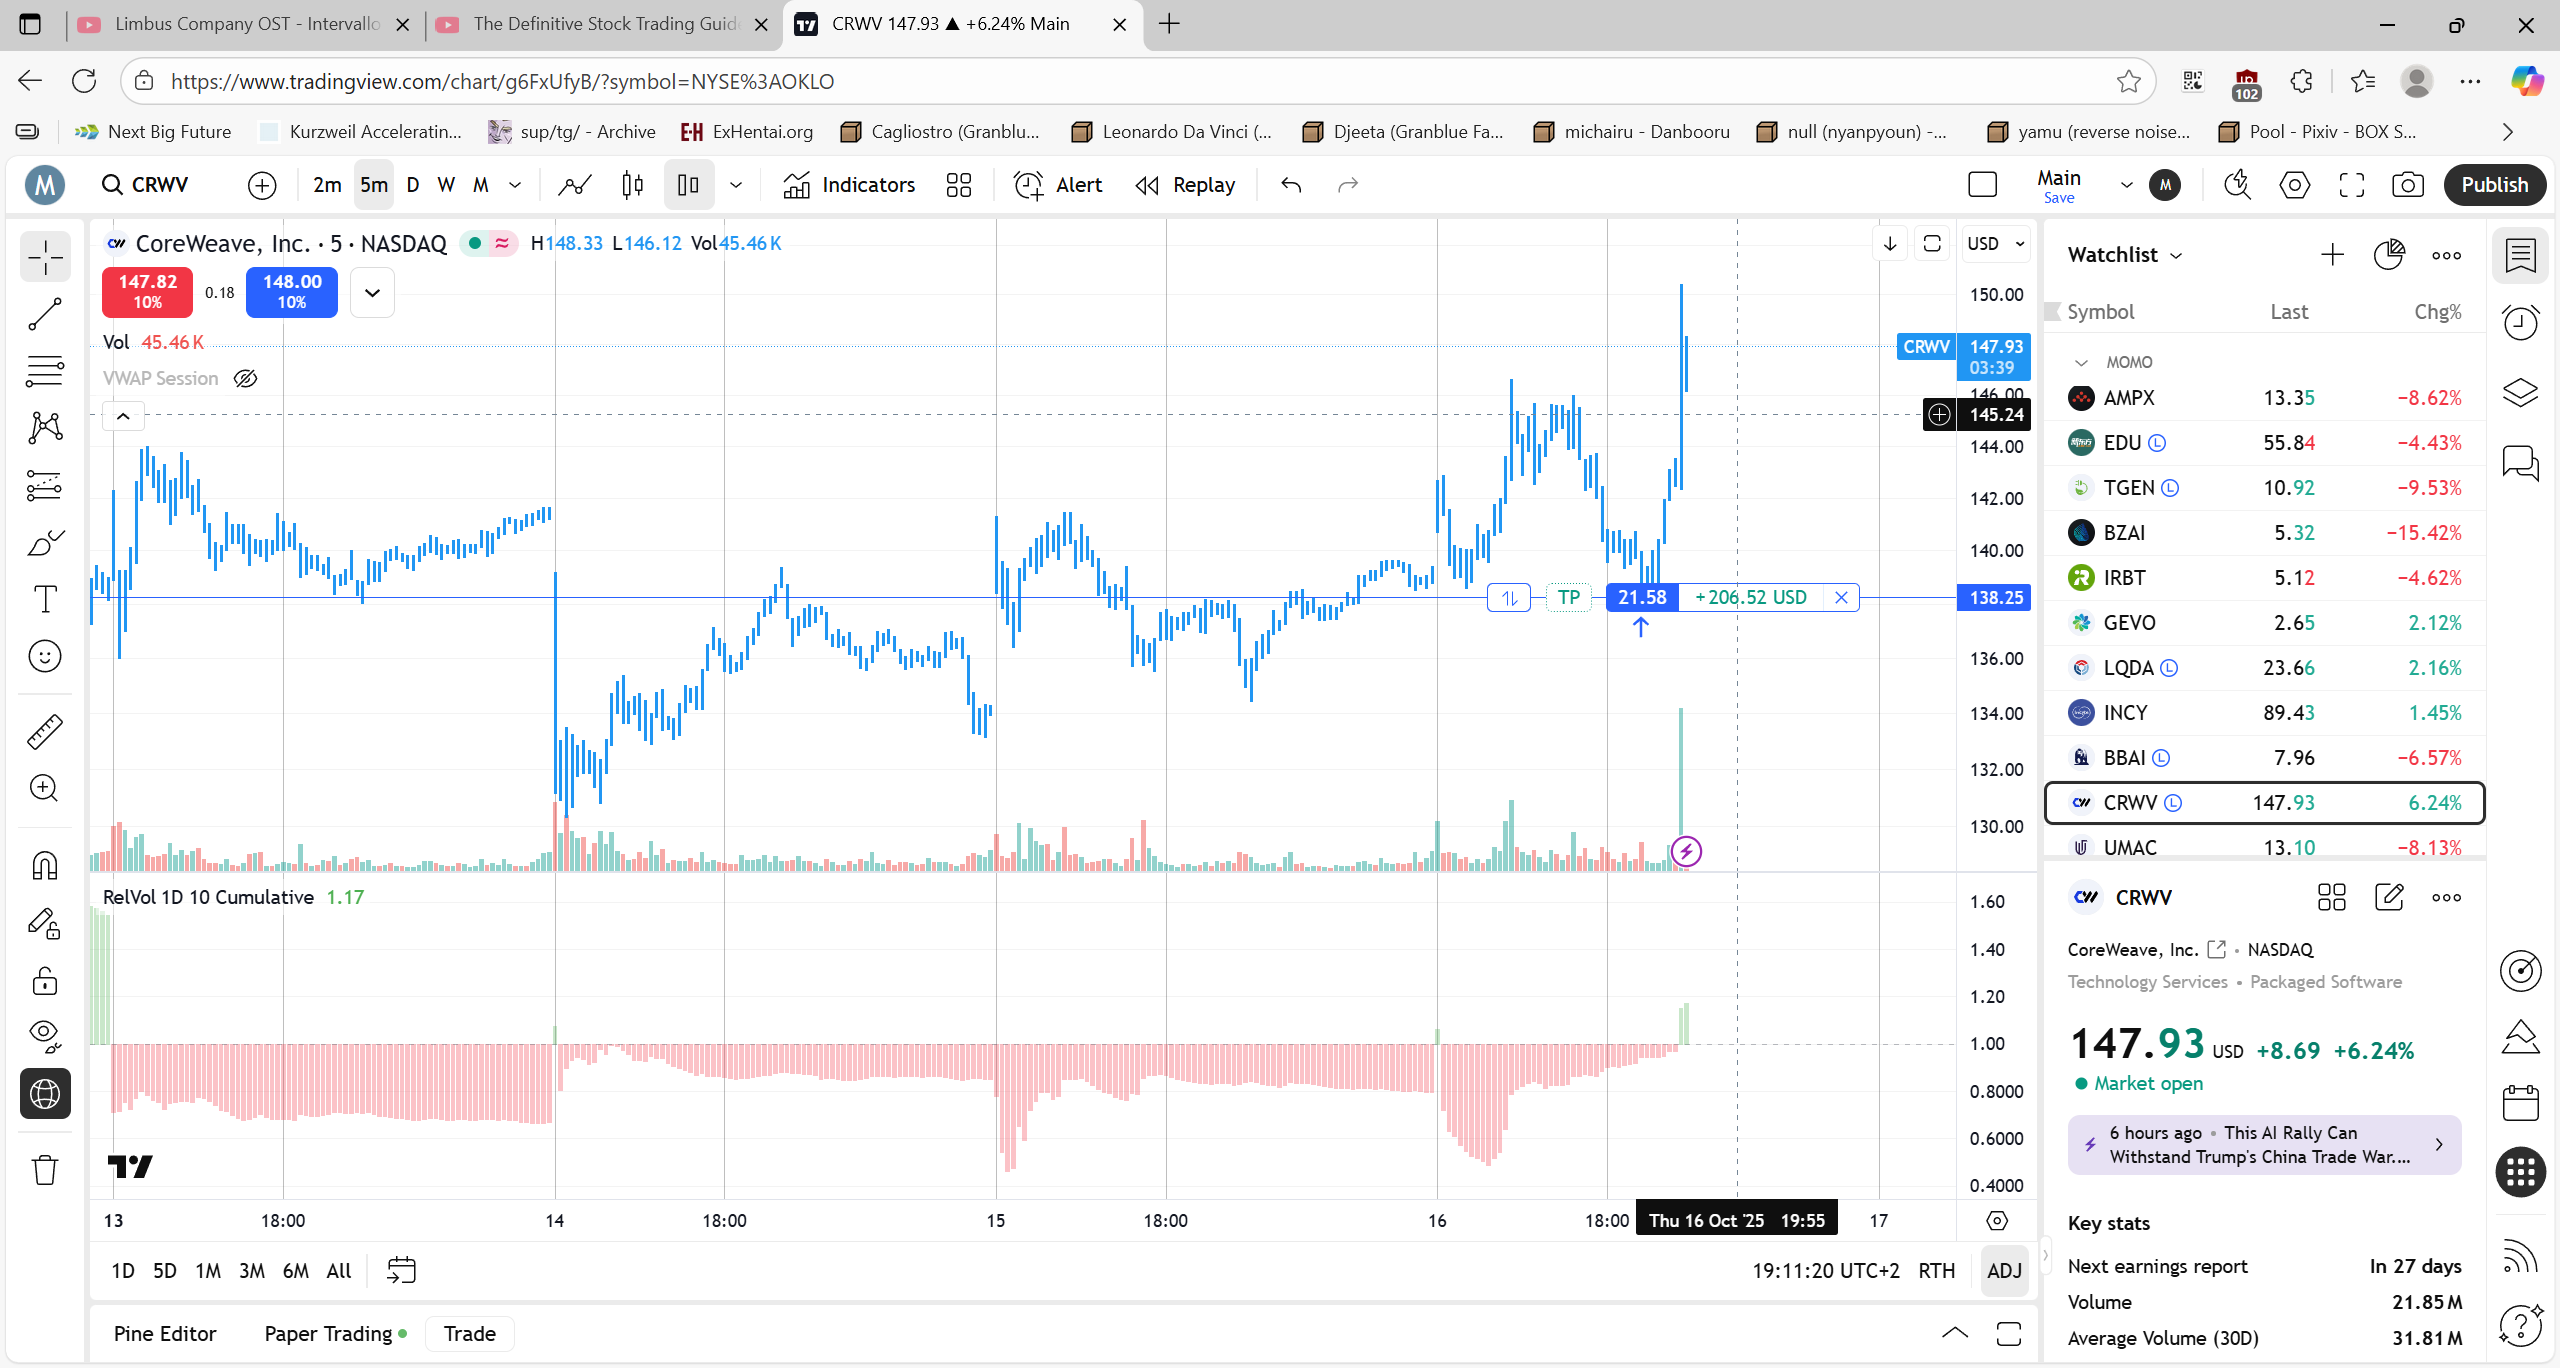 Limbus Company OST - Intervallo
The Definitive Stock Trading Guid
CRWV 147.93 ▲ +6.24% Main
https://www.tradingview.com/chart/g6FxUfyB/?symbol=NYSE%3AOKLO
102
Next Big Future
Kurzweil Acceleratin...
sup/tg/ - Archive
EH ExHentai.org
Cagliostro (Granblu...
Leonardo Da Vinci (...
Djeeta (Granblue Fa...
michairu - Danbooru
null (nyanpyoun) -...
yamu (reverse noise...
Pool - Pixiv - BOX S...
M
CRWV
2m
5m
D
W
M
Indicators
Alert
Replay
Main
Save
M
Publish
CoreWeave, Inc. · 5 · NASDAQ
H148.33 L146.12 Vol45.46 K
USD
147.82
10%
0.18
148.00
10%
Vol 45.46 K
VWAP Session
150.00
CRWV 147.93
03:39
146.00
145.24
144.00
142.00
140.00
TP
21.58
+206.52 USD
138.25
136.00
134.00
132.00
130.00
RelVol 1D 10 Cumulative 1.17
1.60
1.40
1.20
1.00
0.8000
0.6000
0.4000
13
18:00
14
18:00
15
18:00
16
18:00
Thu 16 Oct '25 19:55
17
1D
5D
1M
3M
6M
All
19:11:20 UTC+2
RTH
ADJ
Pine Editor
Paper Trading
Trade
Watchlist
Symbol Last Chg%
MOMO
AMPX 13.35 −8.62%
EDU L 55.84 −4.43%
TGEN L 10.92 −9.53%
BZAI 5.32 −15.42%
IRBT 5.12 −4.62%
GEVO 2.65 2.12%
LQDA L 23.66 2.16%
INCY 89.43 1.45%
BBAI L 7.96 −6.57%
CRWV L 147.93 6.24%
UMAC 13.10 −8.13%
CRWV
CoreWeave, Inc. • NASDAQ
Technology Services • Packaged Software
147.93 USD +8.69 +6.24%
Market open
6 hours ago • This AI Rally Can
Withstand Trump's China Trade War....
Key stats
Next earnings report In 27 days
Volume 21.85 M
Average Volume (30D) 31.81 M